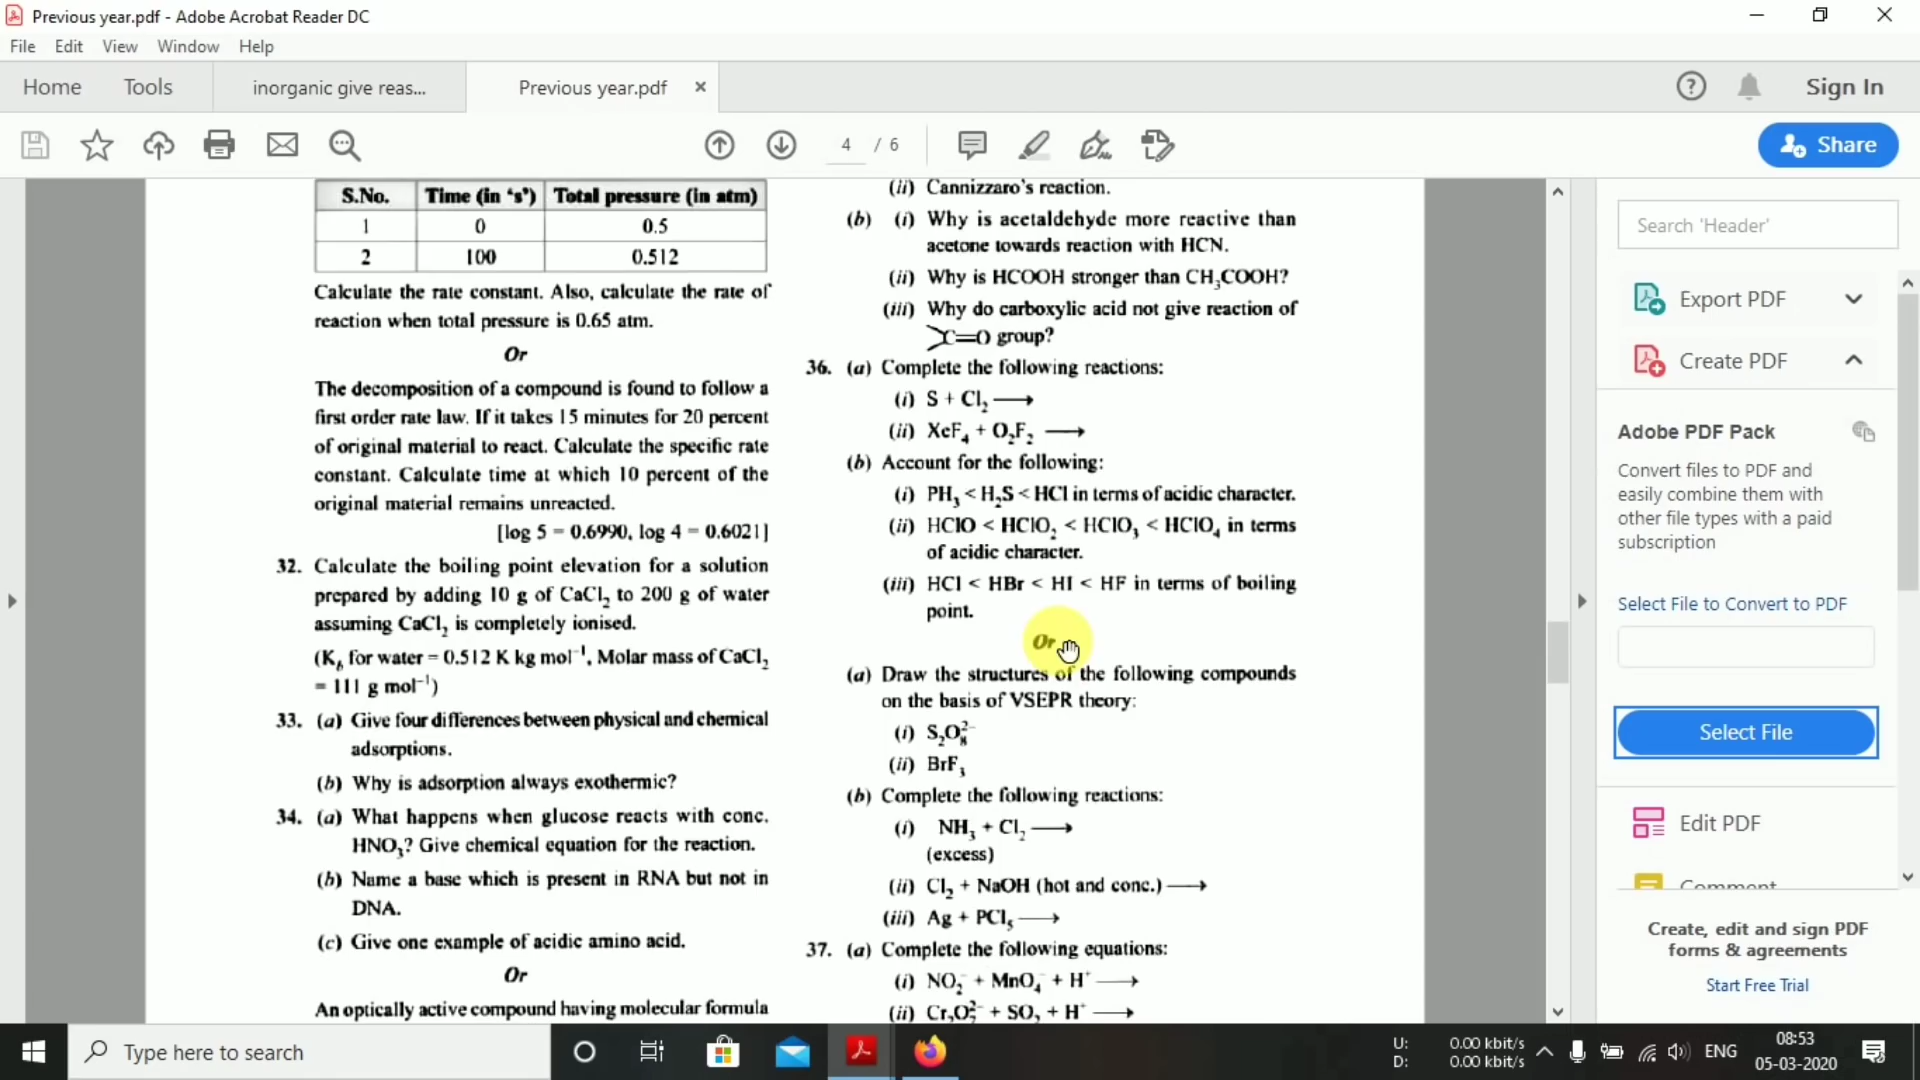 Previous year.pdf - Adobe Acrobat Reader DC
File Edit View Window Help
Home Tools inorganic give reas... Previous year.pdf × Sign In
4 / 6 Share
S.No. Time (in ‘s’) Total pressure (in atm)
1 0 0.5
2 100 0.512
Calculate the rate constant. Also, calculate the rate of
reaction when total pressure is 0.65 atm.
Or
The decomposition of a compound is found to follow a
first order rate law. If it takes 15 minutes for 20 percent
of original material to react. Calculate the specific rate
constant. Calculate time at which 10 percent of the
original material remains unreacted.
[log 5 = 0.6990, log 4 = 0.6021]
32. Calculate the boiling point elevation for a solution
prepared by adding 10 g of CaCl₂ to 200 g of water
assuming CaCl₂ is completely ionised.
(K_b for water = 0.512 K kg mol⁻¹, Molar mass of CaCl₂
= 111 g mol⁻¹)
33. (a) Give four differences between physical and chemical
adsorptions.
(b) Why is adsorption always exothermic?
34. (a) What happens when glucose reacts with conc.
HNO₃? Give chemical equation for the reaction.
(b) Name a base which is present in RNA but not in
DNA.
(c) Give one example of acidic amino acid.
Or
An optically active compound having molecular formula
(ii) Cannizzaro’s reaction.
(b) (i) Why is acetaldehyde more reactive than
acetone towards reaction with HCN.
(ii) Why is HCOOH stronger than CH₃COOH?
(iii) Why do carboxylic acid not give reaction of
>C=O group?
36. (a) Complete the following reactions:
(i) S + Cl₂ ⟶
(ii) XeF₄ + O₂F₂ ⟶
(b) Account for the following:
(i) PH₃ < H₂S < HCl in terms of acidic character.
(ii) HClO < HClO₂ < HClO₃ < HClO₄ in terms
of acidic character.
(iii) HCl < HBr < HI < HF in terms of boiling
point.
Or
(a) Draw the structures of the following compounds
on the basis of VSEPR theory:
(i) S₂O₈²⁻
(ii) BrF₃
(b) Complete the following reactions:
(i) NH₃ + Cl₂ ⟶
(excess)
(ii) Cl₂ + NaOH (hot and conc.) ⟶
(iii) Ag + PCl₅ ⟶
37. (a) Complete the following equations:
(i) NO₂⁻ + MnO₄⁻ + H⁺ ⟶
(ii) Cr₂O₇²⁻ + SO₂ + H⁺ ⟶
Search 'Header'
Export PDF
Create PDF
Adobe PDF Pack
Convert files to PDF and
easily combine them with
other file types with a paid
subscription
Select File to Convert to PDF
Select File
Edit PDF
Comment
Create, edit and sign PDF
forms & agreements
Start Free Trial
Type here to search
U: 0.00 kbit/s
D: 0.00 kbit/s
ENG
08:53
05-03-2020